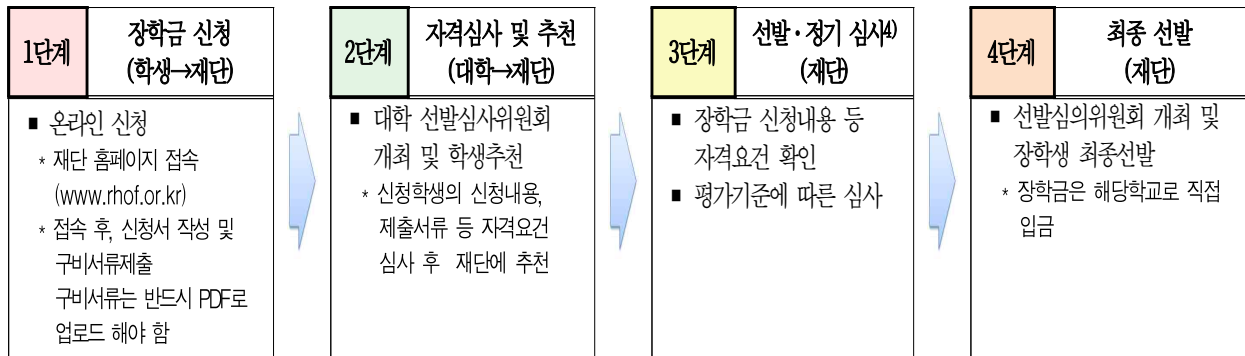 1단계
장학금 신청
(학생→재단)
■ 온라인 신청
* 재단 홈페이지 접속
(www.rhof.or.kr)
* 접속 후, 신청서 작성 및
구비서류제출
구비서류는 반드시 PDF로
업로드 해야 함
2단계
자격심사 및 추천
(대학→재단)
■ 대학 선발심사위원회
개최 및 학생추천
* 신청학생의 신청내용,
제출서류 등 자격요건
심사 후 재단에 추천
3단계
선발·정기 심사4)
(재단)
■ 장학금 신청내용 등
자격요건 확인
■ 평가기준에 따른 심사
4단계
최종 선발
(재단)
■ 선발심의위원회 개최 및
장학생 최종선발
* 장학금은 해당학교로 직접
입금